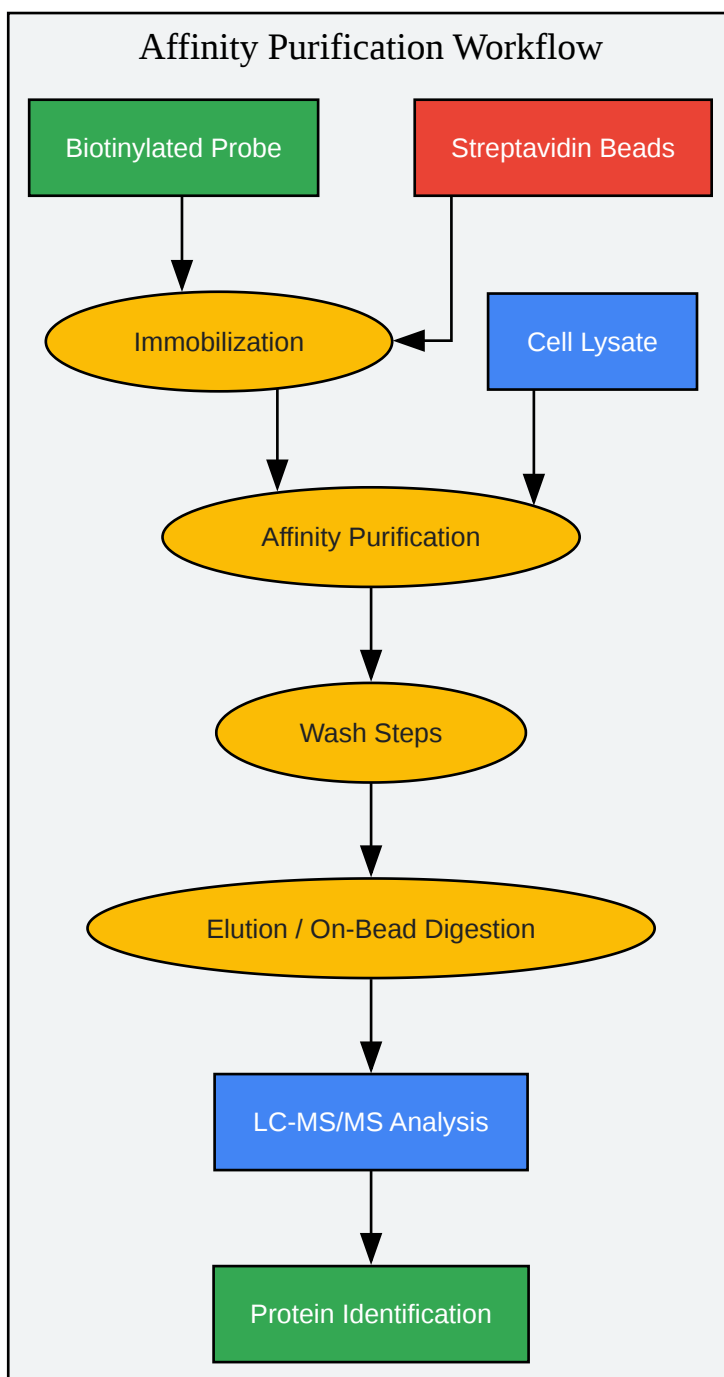 Affinity Purification Workflow
Biotinylated Probe
Streptavidin Beads
Immobilization
Cell Lysate
Affinity Purification
Wash Steps
Elution / On-Bead Digestion
LC-MS/MS Analysis
Protein Identification